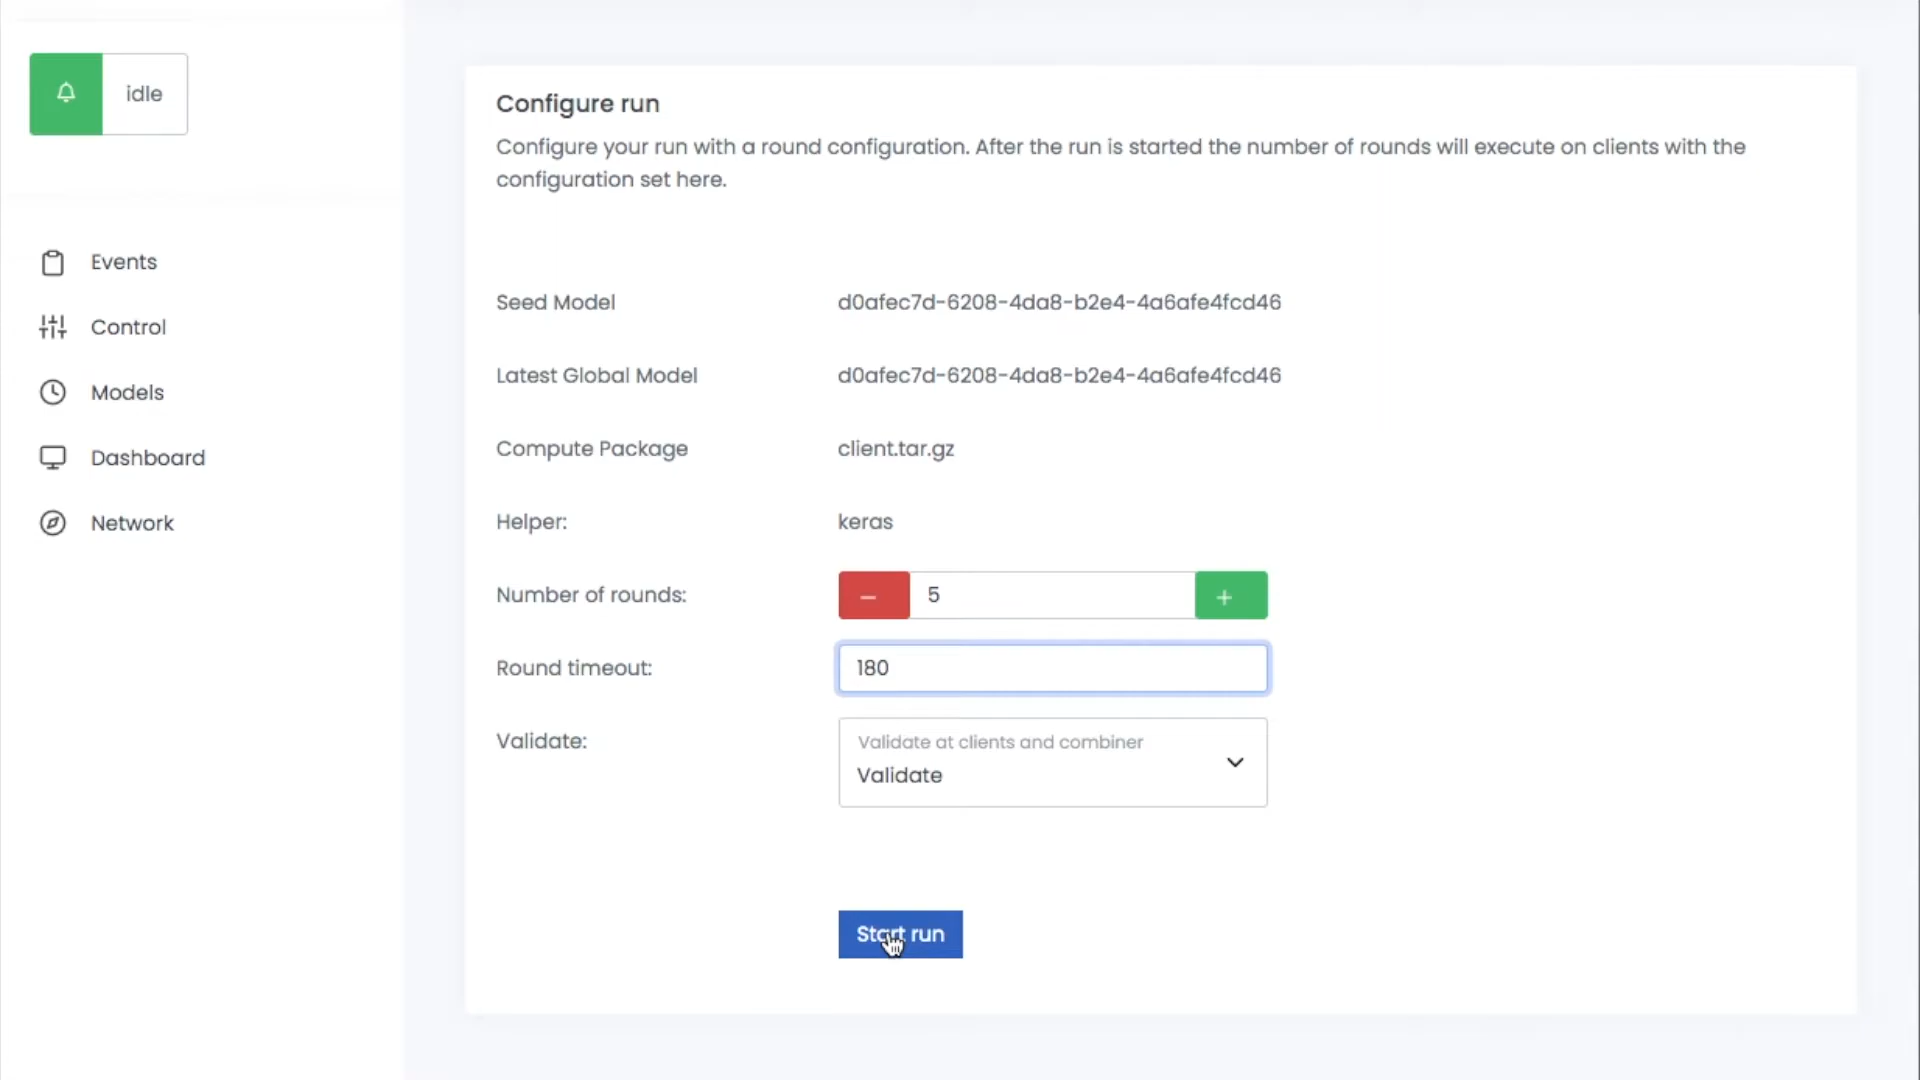 idle
Events
Control
Models
Dashboard
Network
Configure run
Configure your run with a round configuration. After the run is started the number of rounds will execute on clients with the
configuration set here.
Seed Model d0afec7d-6208-4da8-b2e4-4a6afe4fcd46
Latest Global Model d0afec7d-6208-4da8-b2e4-4a6afe4fcd46
Compute Package client.tar.gz
Helper: keras
Number of rounds: – 5 +
Round timeout: 180
Validate: Validate at clients and combiner
Validate
Start run